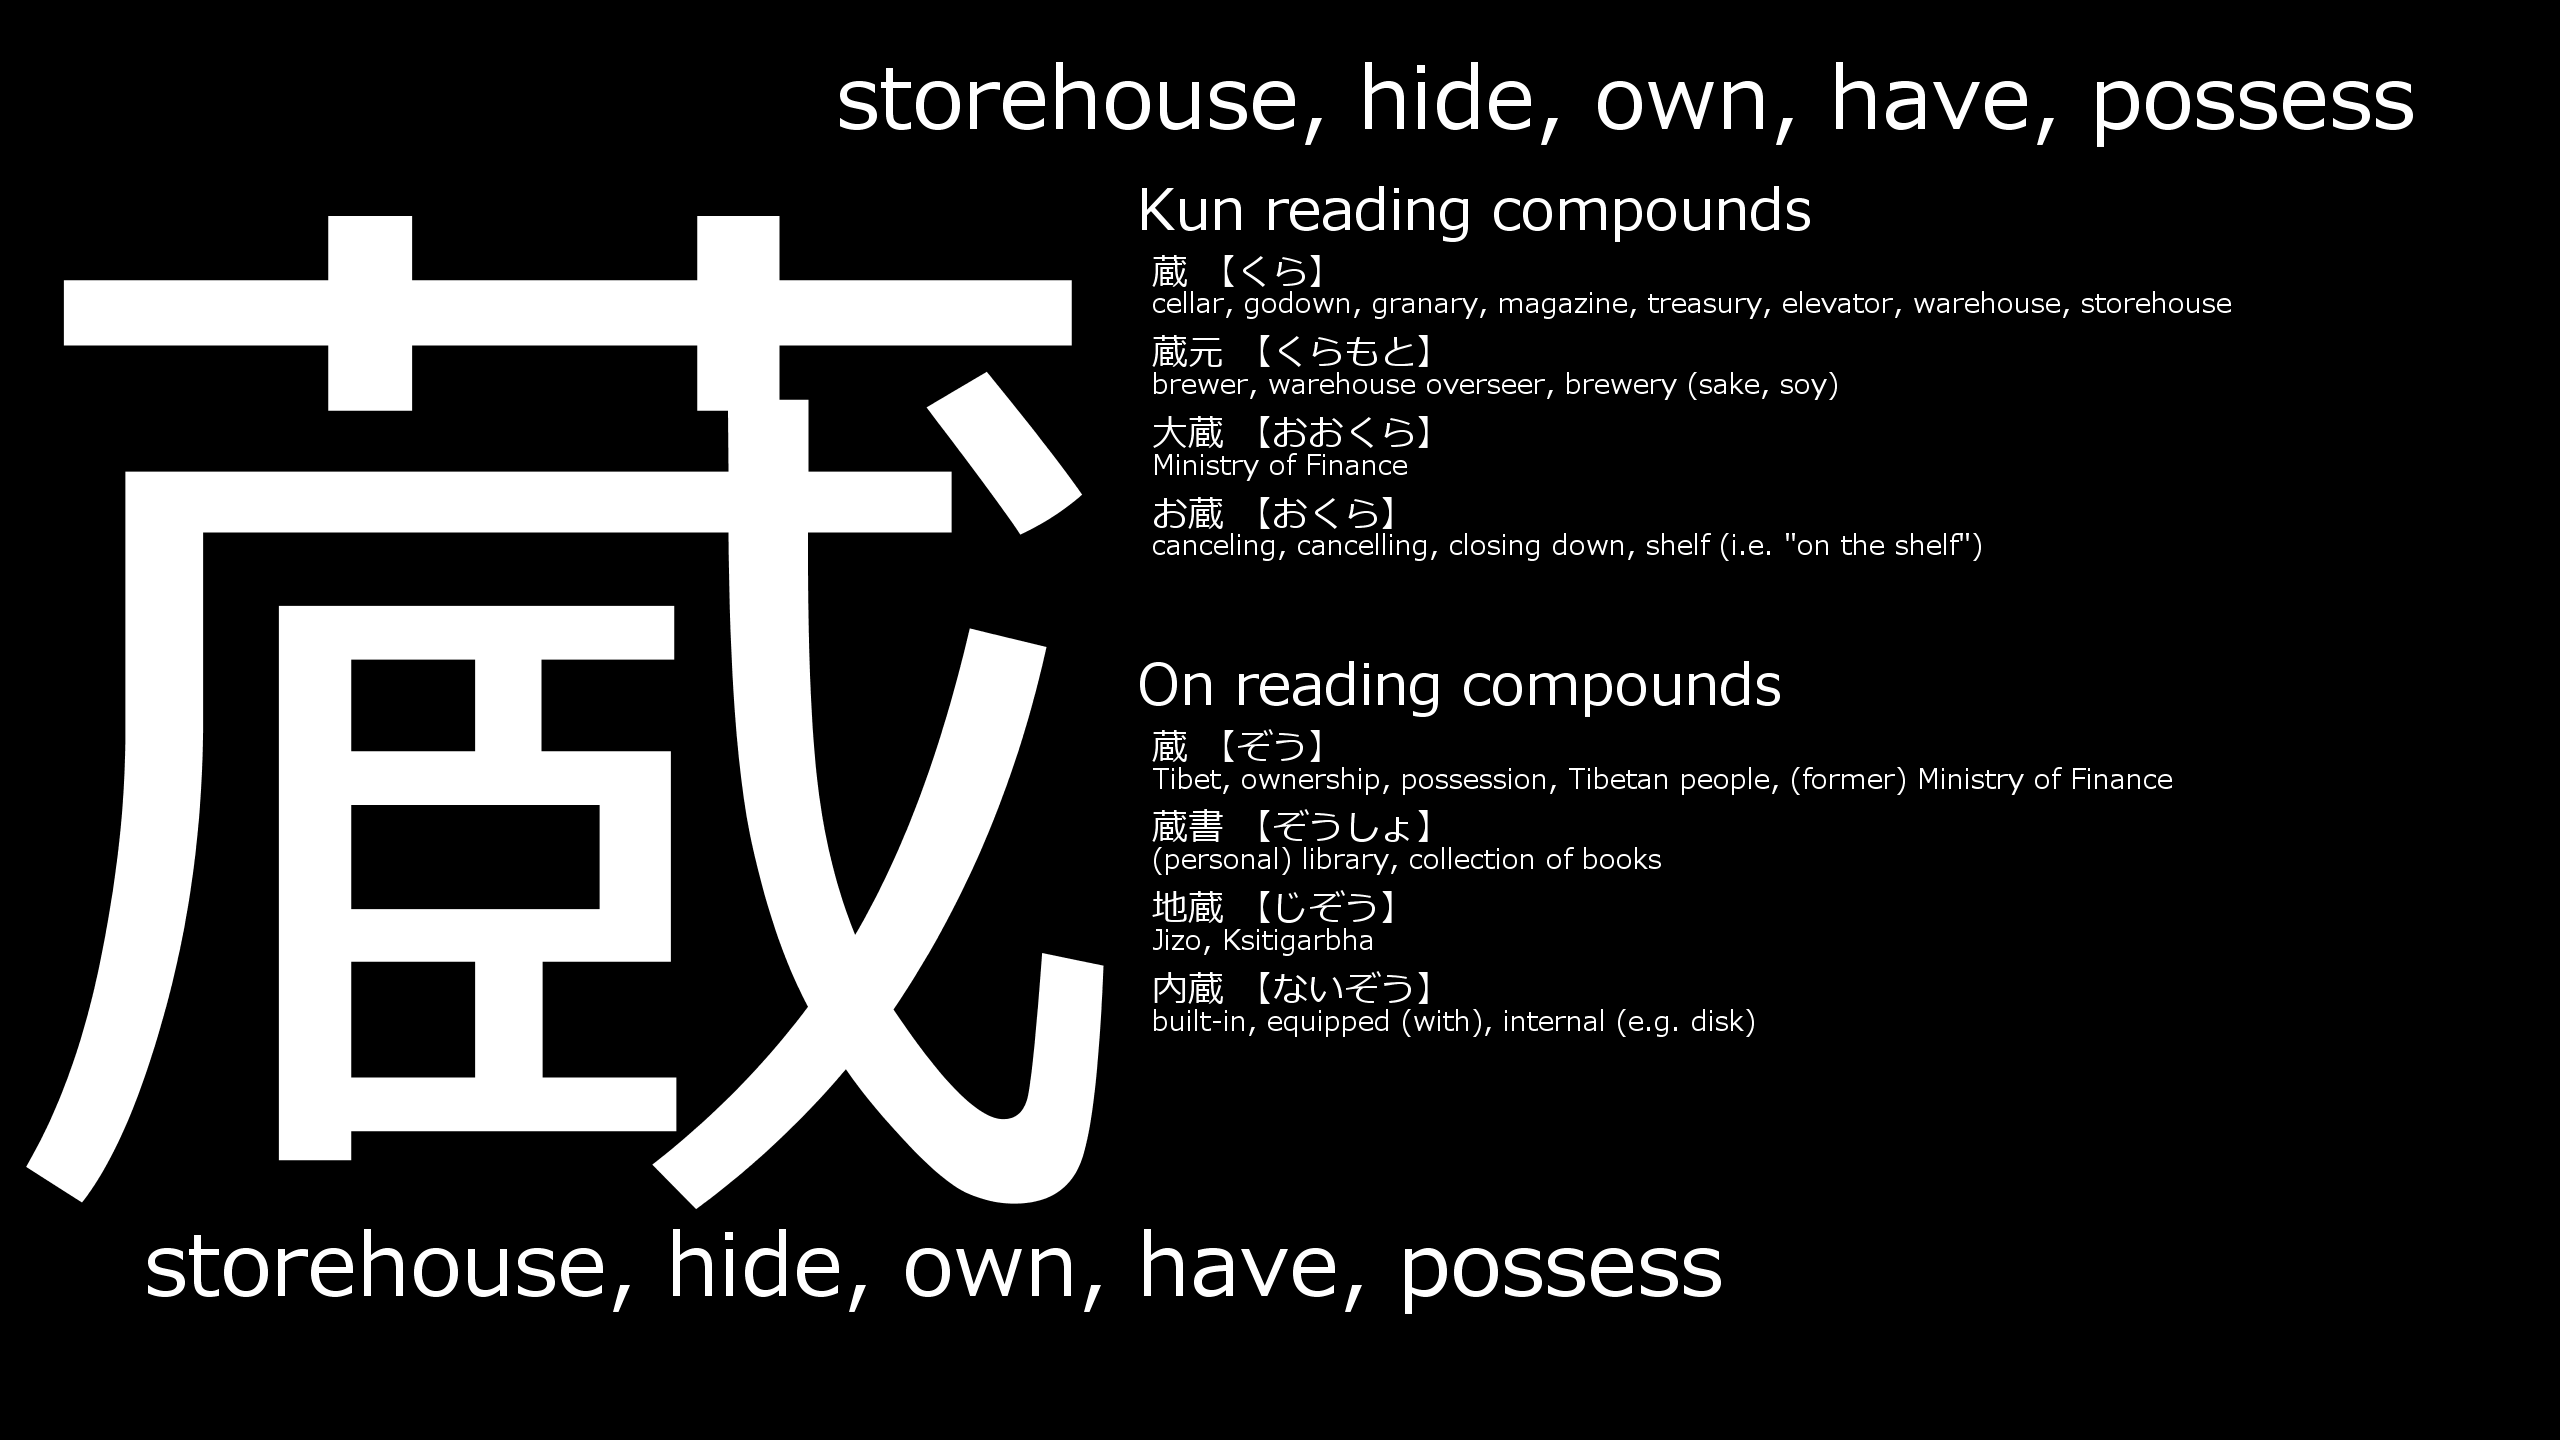 storehouse, hide, own, have, possess
蔵
Kun reading compounds
蔵 【くら】
cellar, godown, granary, magazine, treasury, elevator, warehouse, storehouse
蔵元 【くらもと】
brewer, warehouse overseer, brewery (sake, soy)
大蔵 【おおくら】
Ministry of Finance
お蔵 【おくら】
canceling, cancelling, closing down, shelf (i.e. "on the shelf")
On reading compounds
蔵 【ぞう】
Tibet, ownership, possession, Tibetan people, (former) Ministry of Finance
蔵書 【ぞうしょ】
(personal) library, collection of books
地蔵 【じぞう】
Jizo, Ksitigarbha
内蔵 【ないぞう】
built-in, equipped (with), internal (e.g. disk)
storehouse, hide, own, have, possess